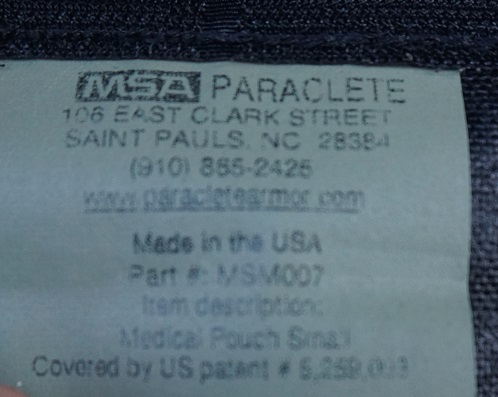 MSA PARACLETE
106 EAST CLARK STREET
SAINT PAULS, NC 28384
(910) 865-2425
www.paracletearmor.com
Made in the USA
Part #: MSM007
Item description:
Medical Pouch Small
Covered by US patent #